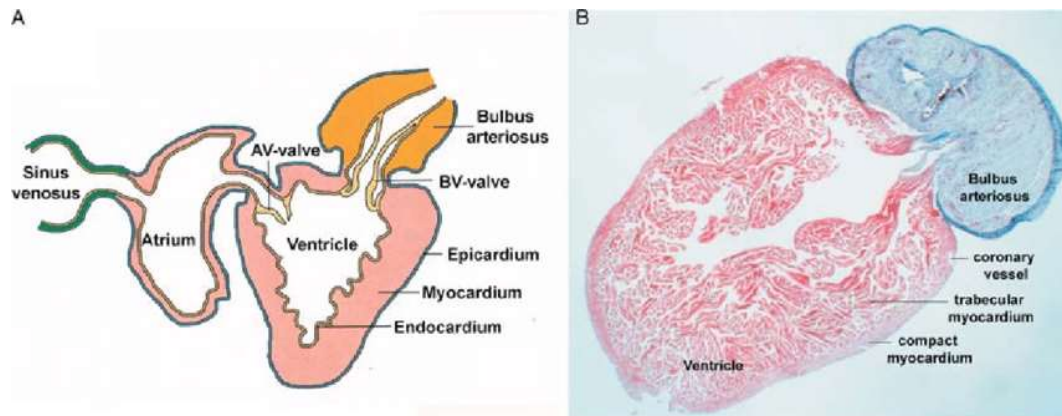 A
Sinus
venosus
Atrium
AV-valve
Ventricle
Bulbus
arteriosus
BV-valve
Epicardium
Myocardium
Endocardium
B
Bulbus
arteriosus
coronary
vessel
trabecular
myocardium
compact
myocardium
Ventricle